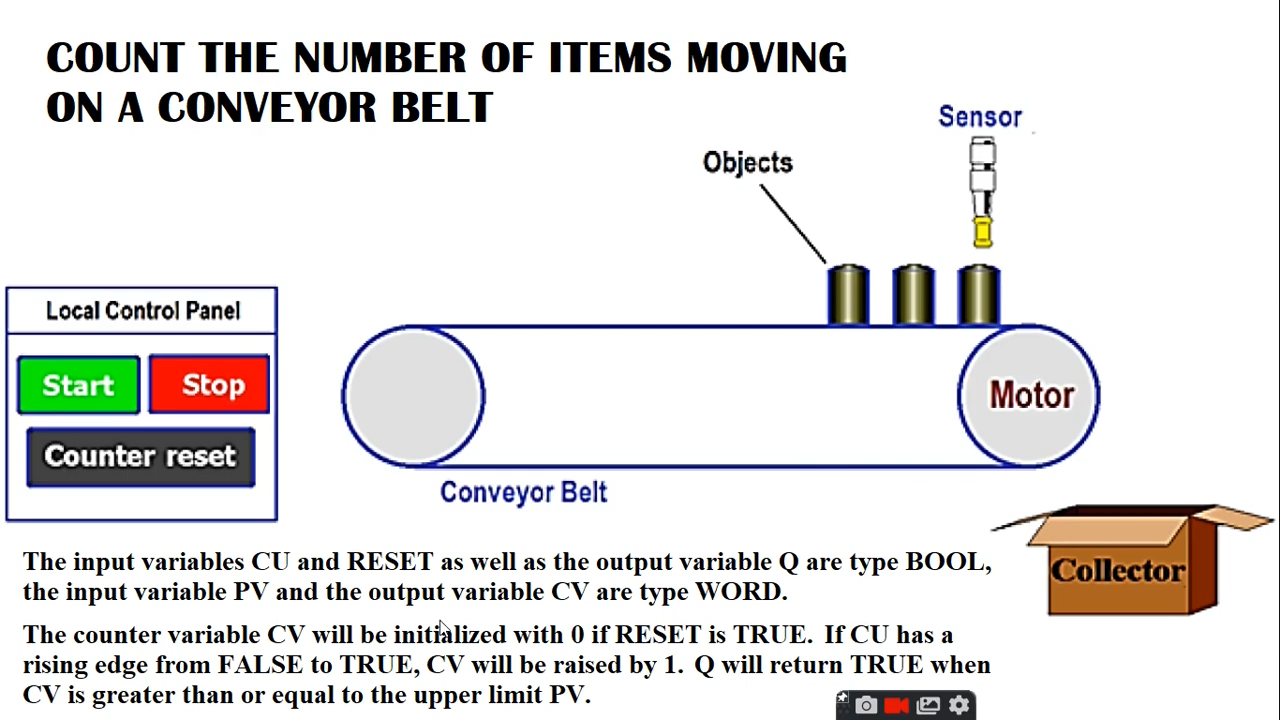 COUNT THE NUMBER OF ITEMS MOVING
ON A CONVEYOR BELT
Sensor
Objects
Local Control Panel
Start
Stop
Counter reset
Motor
Conveyor Belt
Collector
The input variables CU and RESET as well as the output variable Q are type BOOL,
the input variable PV and the output variable CV are type WORD.
The counter variable CV will be initialized with 0 if RESET is TRUE. If CU has a
rising edge from FALSE to TRUE, CV will be raised by 1. Q will return TRUE when
CV is greater than or equal to the upper limit PV.